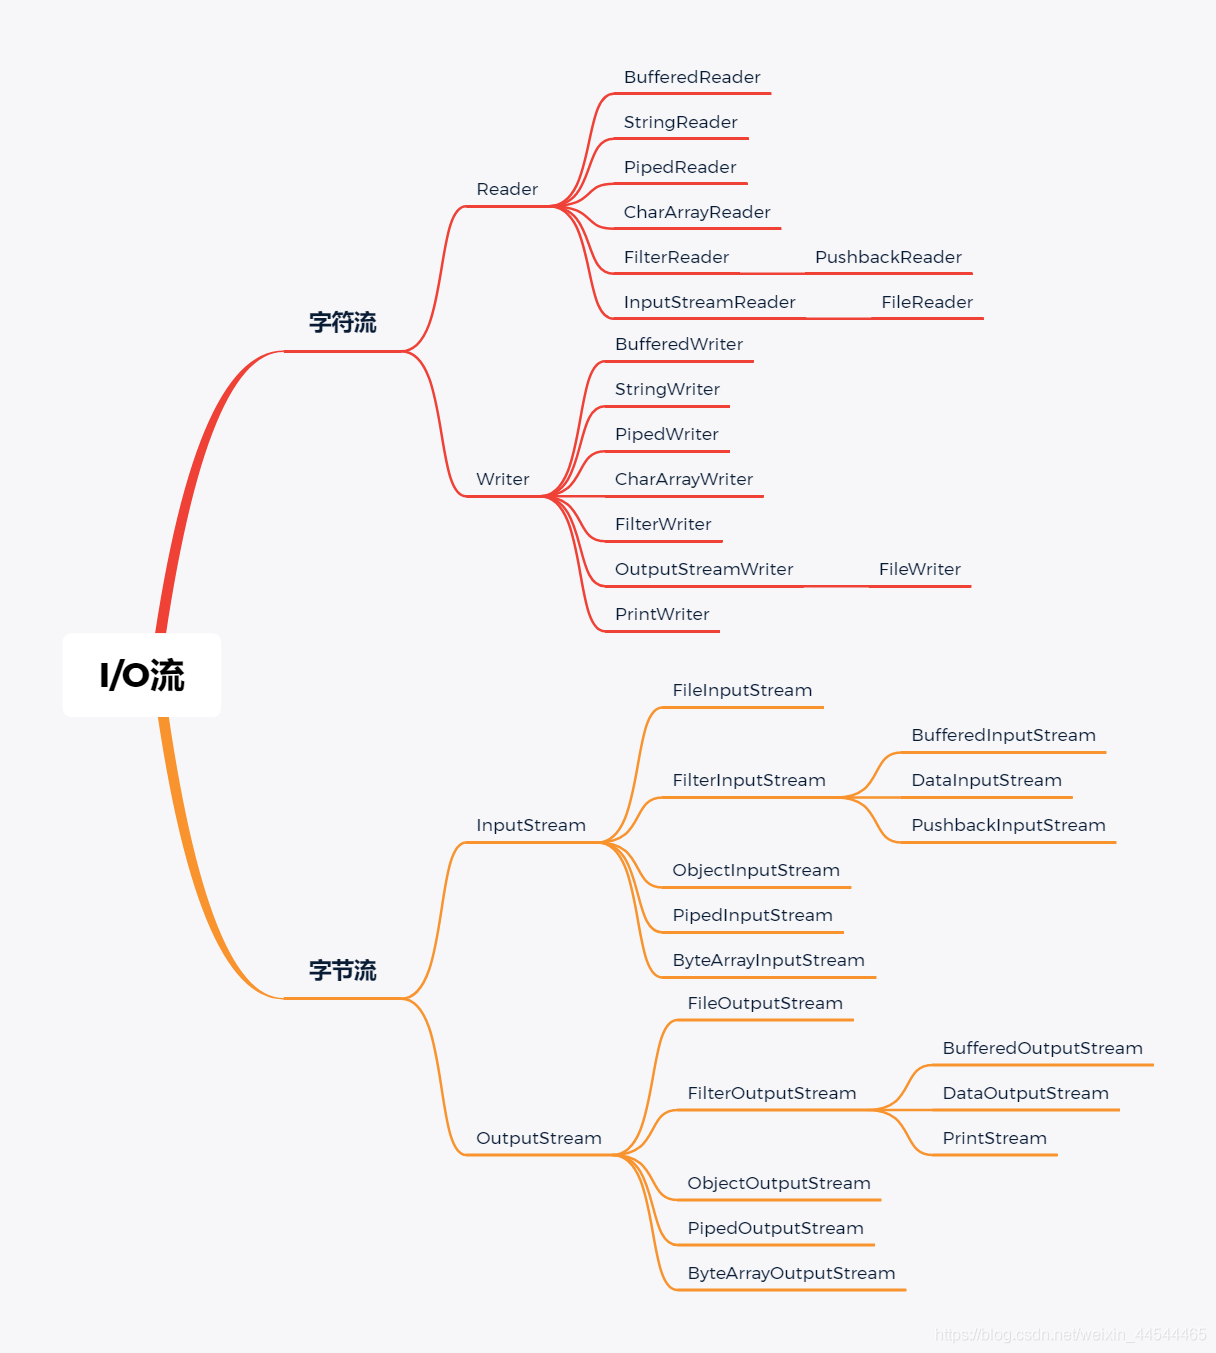 I/O流
字符流
Reader
BufferedReader
StringReader
PipedReader
CharArrayReader
FilterReader
PushbackReader
InputStreamReader
FileReader
Writer
BufferedWriter
StringWriter
PipedWriter
CharArrayWriter
FilterWriter
OutputStreamWriter
FileWriter
PrintWriter
字节流
InputStream
FileInputStream
FilterInputStream
BufferedInputStream
DataInputStream
PushbackInputStream
ObjectInputStream
PipedInputStream
ByteArrayInputStream
OutputStream
FileOutputStream
FilterOutputStream
BufferedOutputStream
DataOutputStream
PrintStream
ObjectOutputStream
PipedOutputStream
ByteArrayOutputStream
https://blog.csdn.net/weixin_44544465